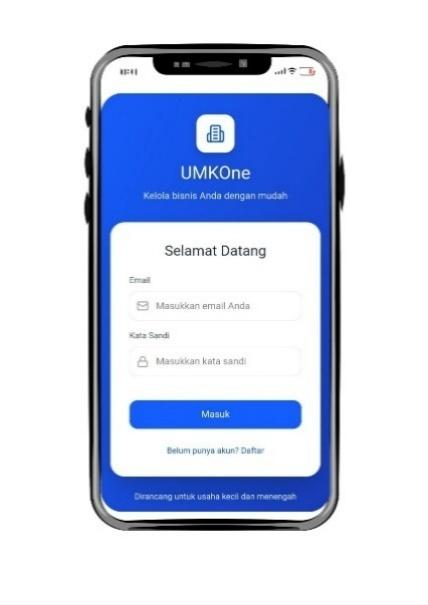 UMKOne
Kelola bisnis Anda dengan mudah
Selamat Datang
Email
Masukkan email Anda
Kata Sandi
Masukkan kata sandi
Masuk
Belum punya akun? Daftar
Dirancang untuk usaha kecil dan menengah